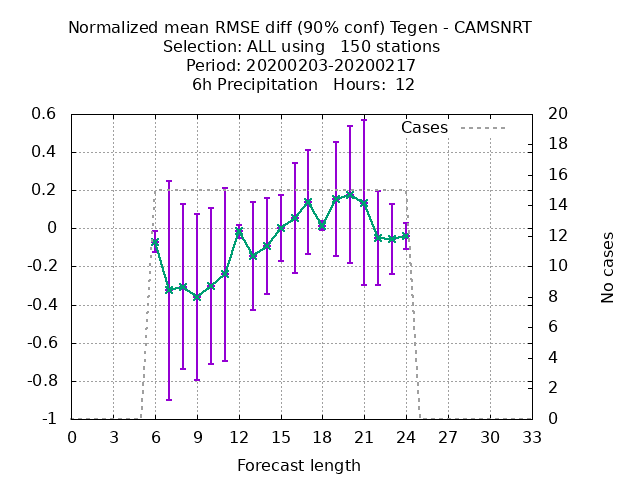 Normalized mean RMSE diff (90% conf) Tegen - CAMSNRT
Selection: ALL using   150 stations
Period: 20200203-20200217
6h Precipitation   Hours:  12
0.6
0.4
0.2
0
-0.2
-0.4
-0.6
-0.8
-1
Cases
20
18
16
14
12
10
8
6
4
2
0
No cases
0 3 6 9 12 15 18 21 24 27 30 33
Forecast length